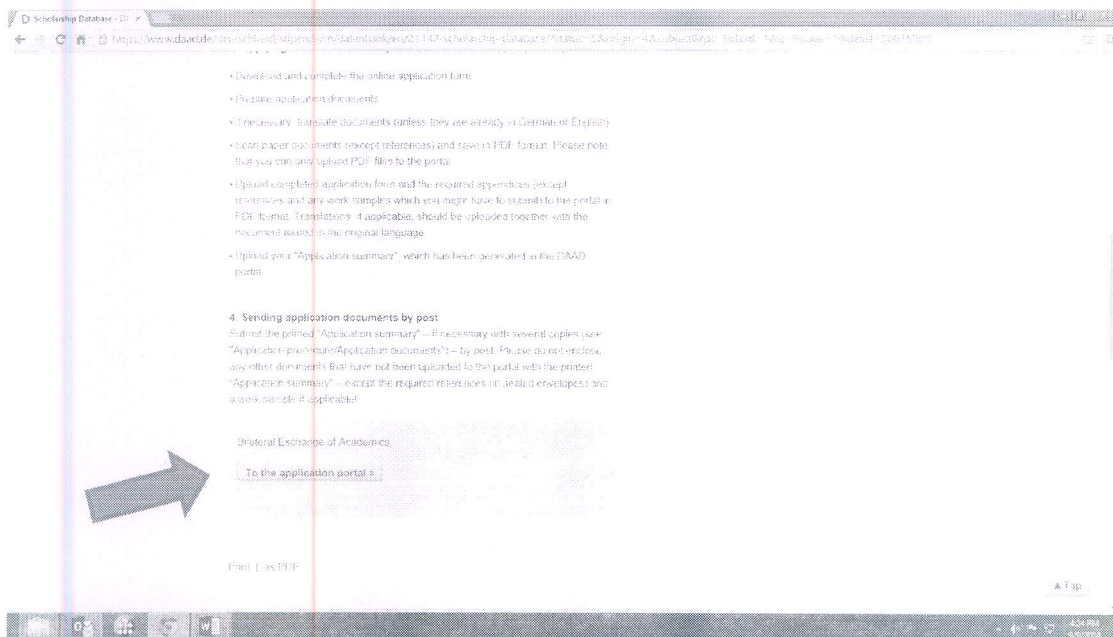 Scholarship Database - D
https://www.daad.de/
• Download and complete the online application form
• Prepare application documents
• If necessary, translate documents (unless they are already in German or English)
• Scan paper documents (except references) and save in PDF format. Please note
that you can only upload PDF files to the portal
• Upload completed application form and the required appendices (except
references and any work samples which you might have to submit to the portal in
PDF format. Translations, if applicable, should be uploaded together with the
document issued in the original language
• Upload your "Application summary", which has been generated in the DAAD
portal
4. Sending application documents by post
Submit the printed "Application summary" – if necessary with several copies (see
"Application procedure/Application documents") – by post. Please do not enclose
any other documents that have not been uploaded to the portal with the printed
"Application summary" – except the required references (in sealed envelopes) and
a work sample if applicable!
Bilateral Exchange of Academics
To the application portal »
Print | as PDF
▲ Top
4:24 PM